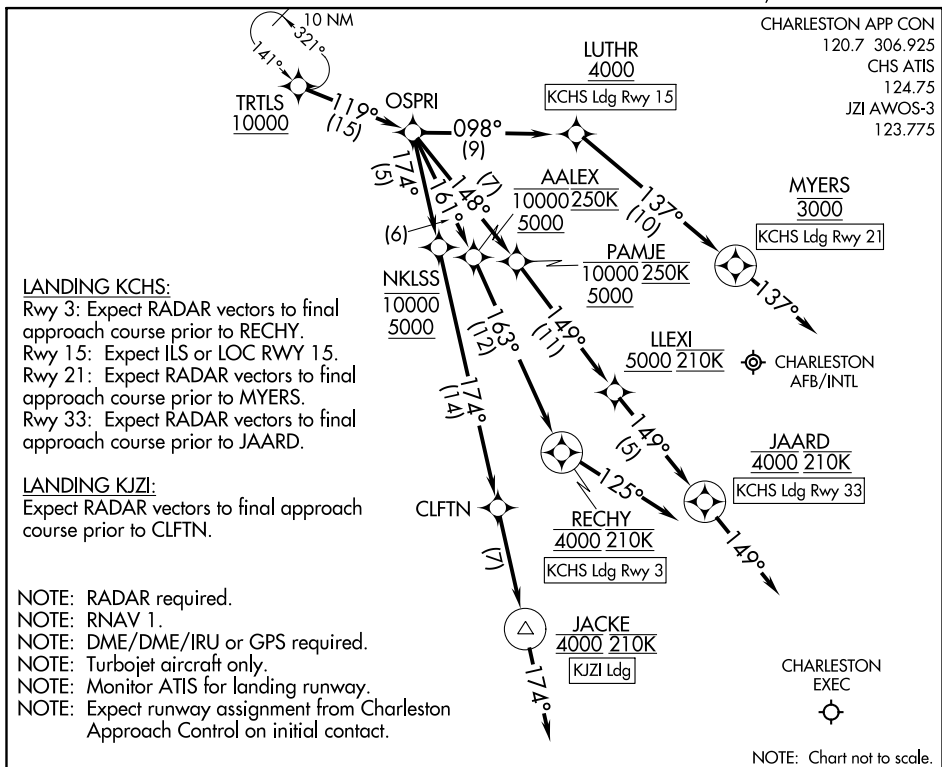 CHARLESTON APP CON
120.7 306.925
CHS ATIS
124.75
JZI AWOS-3
123.775
10 NM
321°
141°
TRTLS
10000
119°
(15)
OSPRI
098°
(9)
LUTHR
4000
KCHS Ldg Rwy 15
137°
(10)
MYERS
3000
KCHS Ldg Rwy 21
137°
174°
(5)
161°
(6)
148°
(7)
AALEX
10000 250K
5000
PAMJE
10000 250K
5000
NKLSS
10000
5000
163°
(12)
149°
(11)
LLEXI
5000 210K
CHARLESTON
AFB/INTL
149°
(5)
JAARD
4000 210K
KCHS Ldg Rwy 33
149°
174°
(14)
125°
RECHY
4000 210K
KCHS Ldg Rwy 3
CLFTN
(7)
JACKE
4000 210K
KJZI Ldg
174°
CHARLESTON
EXEC
LANDING KCHS:
Rwy 3: Expect RADAR vectors to final
approach course prior to RECHY.
Rwy 15: Expect ILS or LOC RWY 15.
Rwy 21: Expect RADAR vectors to final
approach course prior to MYERS.
Rwy 33: Expect RADAR vectors to final
approach course prior to JAARD.
LANDING KJZI:
Expect RADAR vectors to final approach
course prior to CLFTN.
NOTE: RADAR required.
NOTE: RNAV 1.
NOTE: DME/DME/IRU or GPS required.
NOTE: Turbojet aircraft only.
NOTE: Monitor ATIS for landing runway.
NOTE: Expect runway assignment from Charleston
Approach Control on initial contact.
NOTE: Chart not to scale.